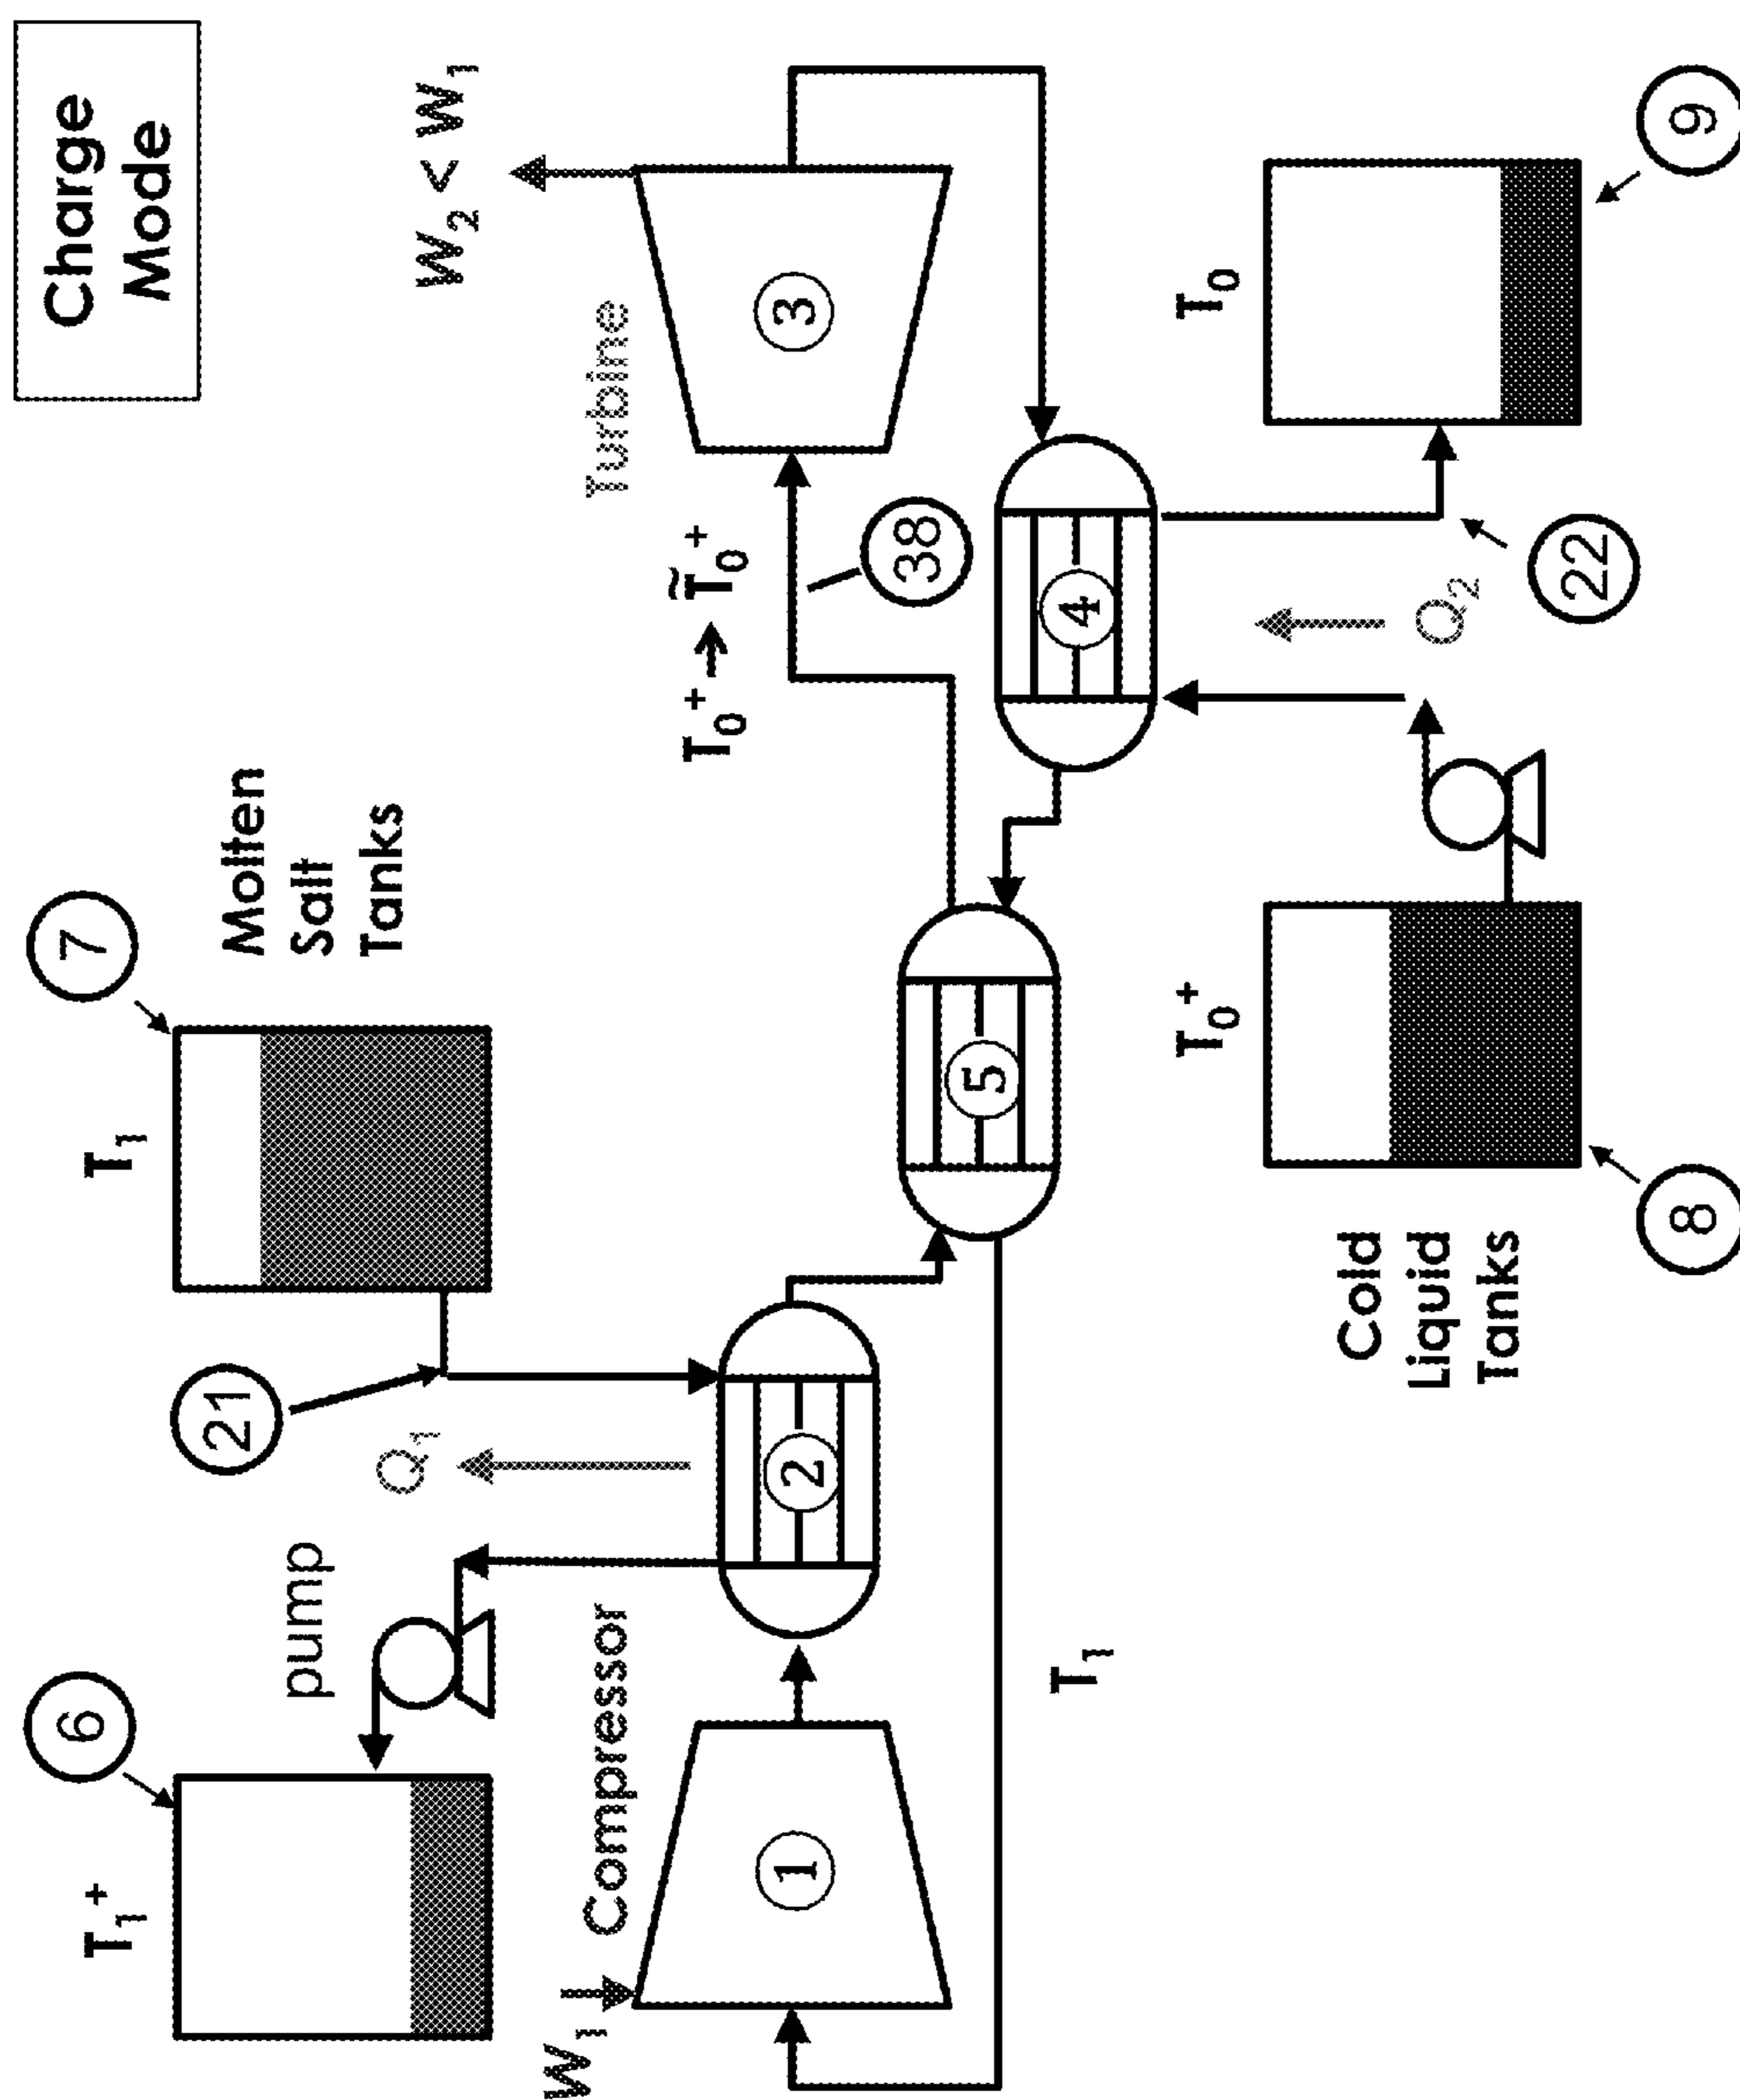 Charge
Mode
6
T₁⁺
7
T₁
Molten
Salt
Tanks
pump
21
Q₁
W₁
Compressor
1
2
T₀⁺ → T̃₀⁺
Turbine
W₂ < W₁
3
38
5
4
T₁
Q₂
22
Cold
Liquid
Tanks
T₀⁺
8
T₀
9